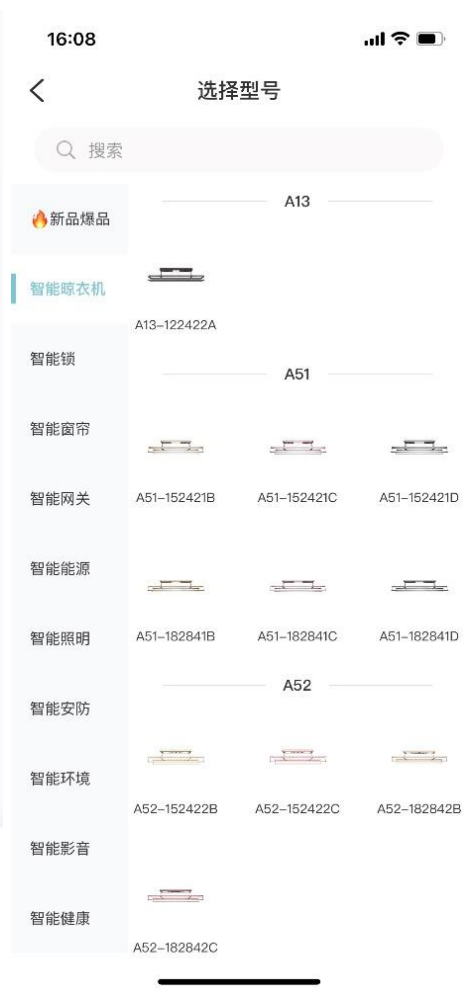 16:08
选择型号
搜索
🔥新品爆品
智能晾衣机
智能锁
智能窗帘
智能网关
智能能源
智能照明
智能安防
智能环境
智能影音
智能健康
A13
A13-122422A
A51
A51-152421B A51-152421C A51-152421D
A51-182841B A51-182841C A51-182841D
A52
A52-152422B A52-152422C A52-182842B
A52-182842C